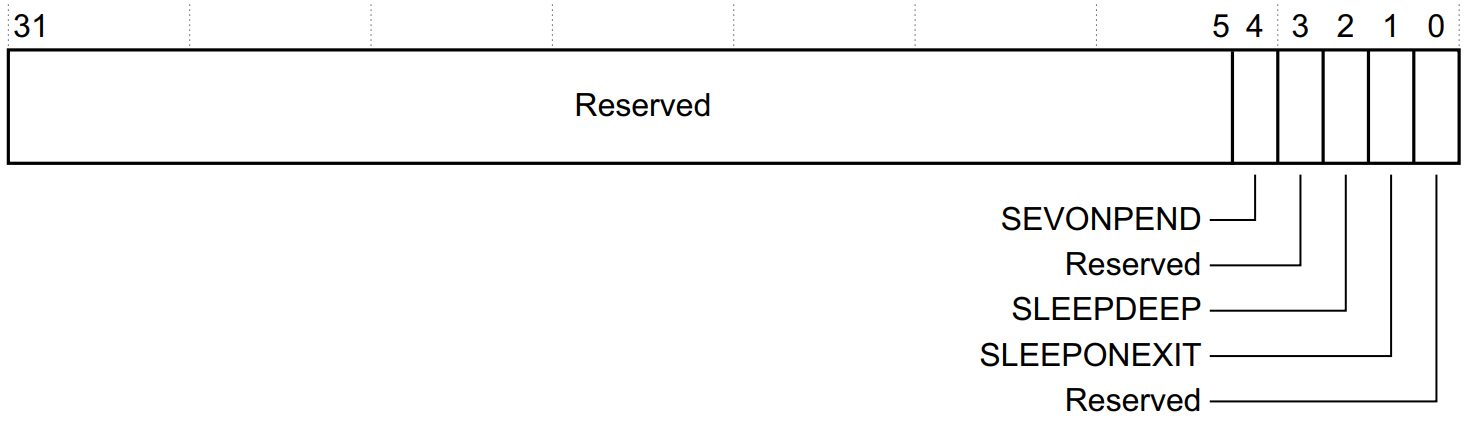 31 5 4 3 2 1 0
Reserved
SEVONPEND
Reserved
SLEEPDEEP
SLEEPONEXIT
Reserved